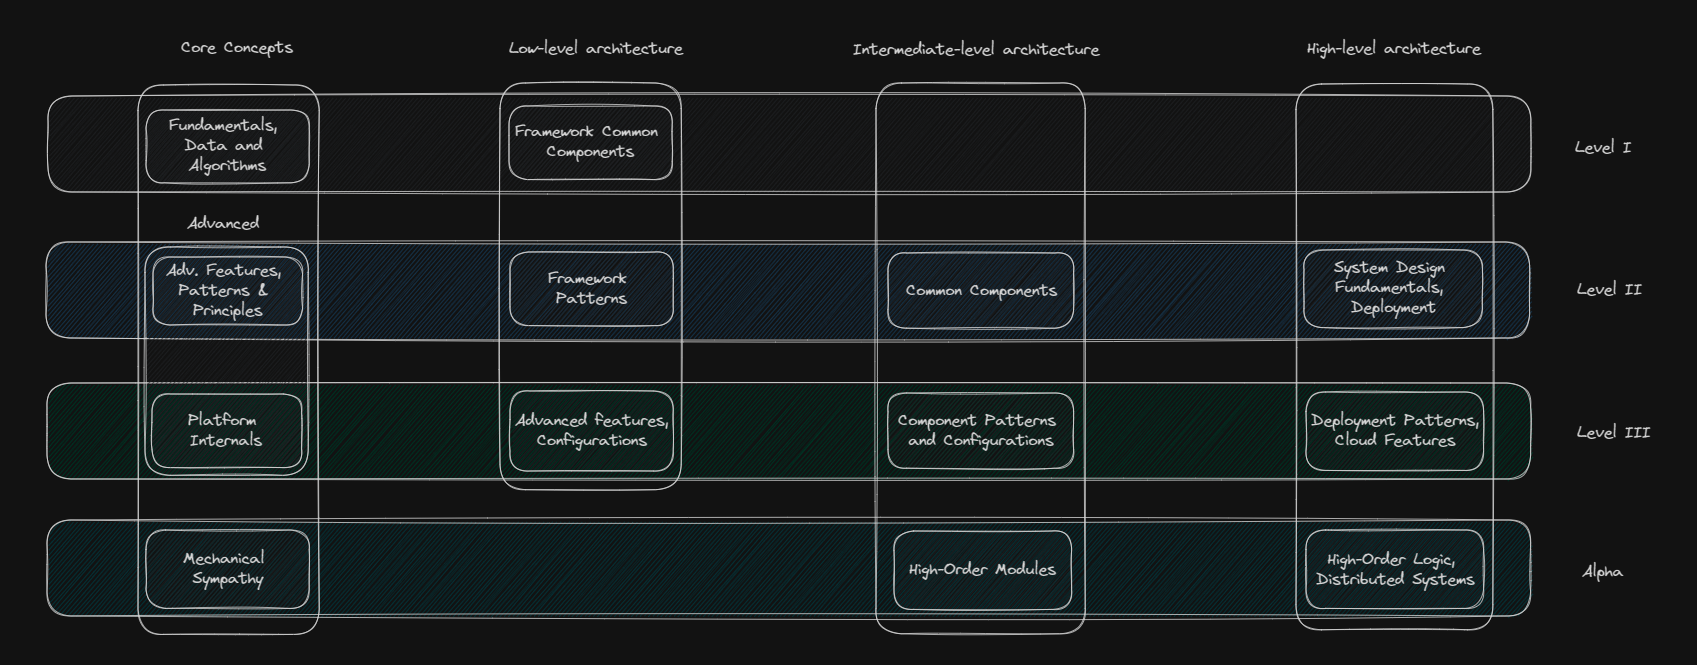 Core Concepts
Low-level architecture
Intermediate-level architecture
High-level architecture
Fundamentals,
Data and
Algorithms
Framework Common
Components
Level I
Advanced
Adv. Features,
Patterns &
Principles
Framework
Patterns
Common Components
System Design
Fundamentals,
Deployment
Level II
Platform
Internals
Advanced features,
Configurations
Component Patterns
and Configurations
Deployment Patterns,
Cloud Features
Level III
Mechanical
Sympathy
High-Order Modules
High-Order Logic,
Distributed Systems
Alpha